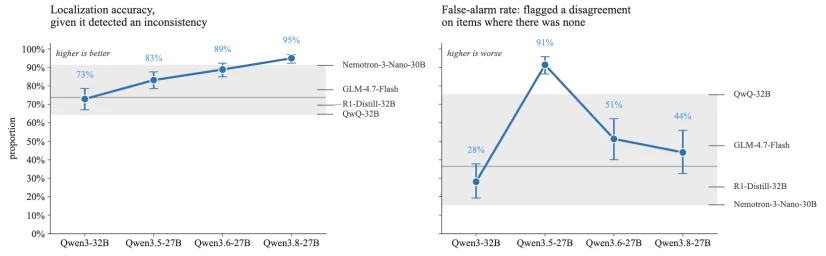 Localization accuracy,
given it detected an inconsistency
higher is better
100%
90%
80%
70%
60%
50%
40%
30%
20%
10%
0%
proportion
73%
83%
89%
95%
Nemotron-3-Nano-30B
GLM-4.7-Flash
R1-Distill-32B
QwQ-32B
Qwen3-32B
Qwen3.5-27B
Qwen3.6-27B
Qwen3.8-27B
False-alarm rate: flagged a disagreement
on items where there was none
higher is worse
28%
91%
51%
44%
QwQ-32B
GLM-4.7-Flash
R1-Distill-32B
Nemotron-3-Nano-30B
Qwen3-32B
Qwen3.5-27B
Qwen3.6-27B
Qwen3.8-27B